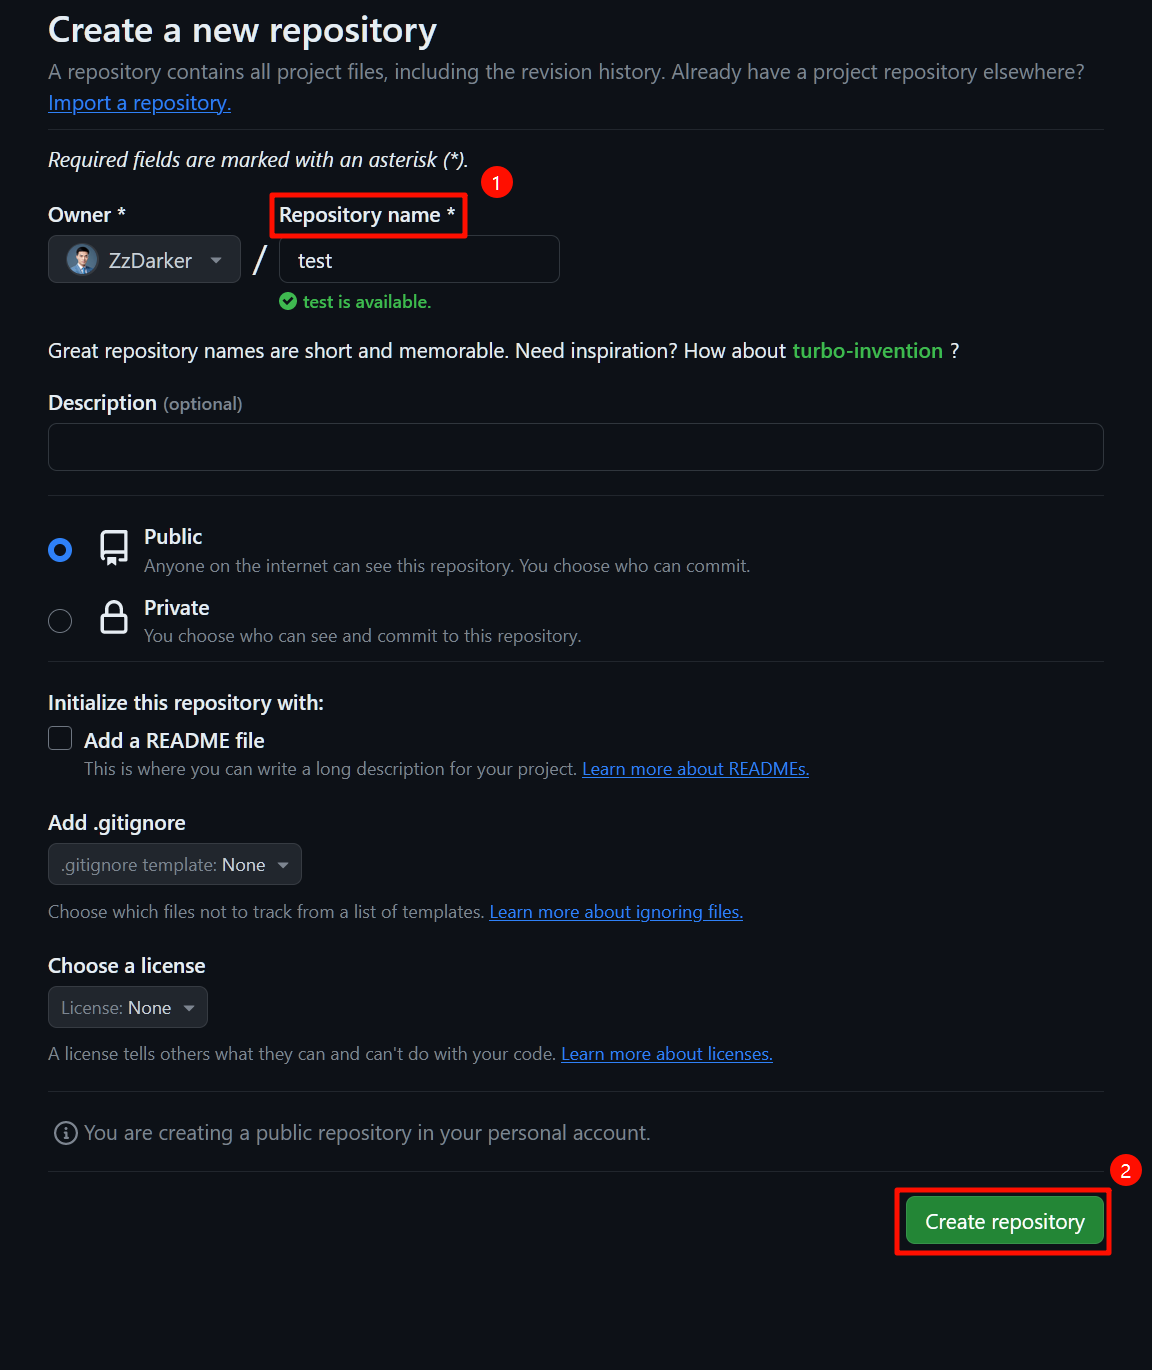 Create a new repository
A repository contains all project files, including the revision history. Already have a project repository elsewhere?
Import a repository.
Required fields are marked with an asterisk (*).
1
Owner *
Repository name *
ZzDarker
/
test
test is available.
Great repository names are short and memorable. Need inspiration? How about turbo-invention ?
Description (optional)
Public
Anyone on the internet can see this repository. You choose who can commit.
Private
You choose who can see and commit to this repository.
Initialize this repository with:
Add a README file
This is where you can write a long description for your project. Learn more about READMEs.
Add .gitignore
.gitignore template: None
Choose which files not to track from a list of templates. Learn more about ignoring files.
Choose a license
License: None
A license tells others what they can and can't do with your code. Learn more about licenses.
You are creating a public repository in your personal account.
2
Create repository